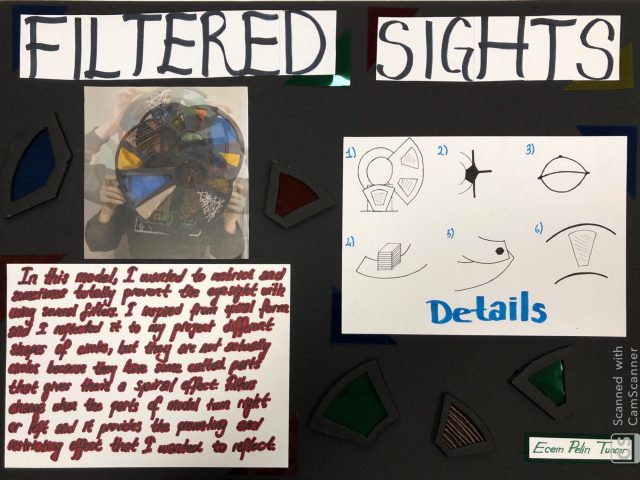 FILTERED SIGHTS
1) 2) 3)
4) 5) 6)
Details
In this model, I wanted to restrict and
sometimes totally prevent the eyesight with
using several filters. I inspired from spiral form
and I reflected it to my project different
shapes of circles, but they are not actually
circles because they have some curved parts
that gives them a spiral effect. Filters
change when the parts of model turn right
or left and it provides the and
restricting effect that I wanted to reflect.
Ecem Pelin Tuncer
Scanned with
CamScanner
CS